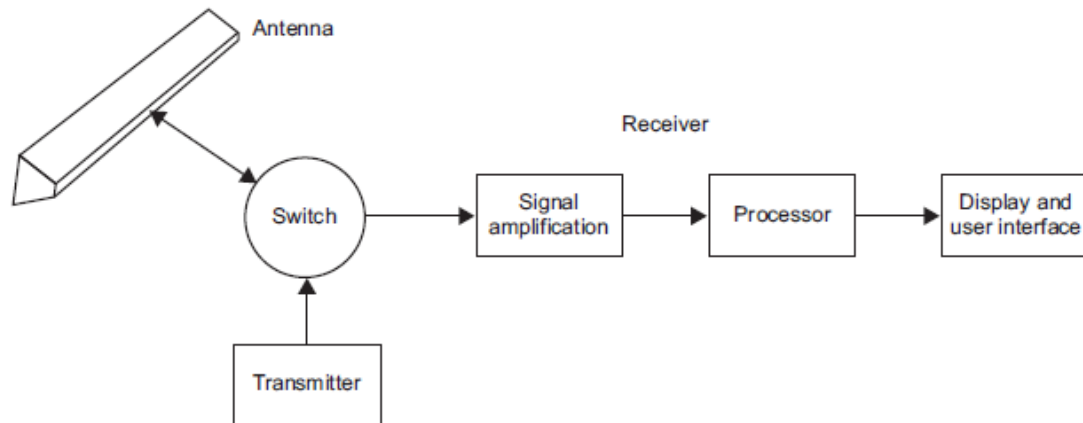 Antenna
Receiver
Switch
Signal
amplification
Processor
Display and
user interface
Transmitter